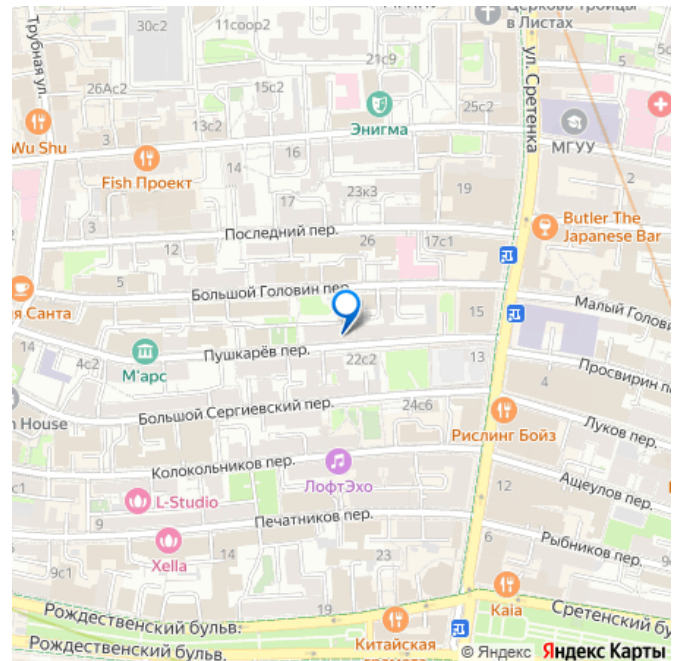 Церковь Троицы
в Листах
30с2
11соор2
Трубная ул.
21с9
ул. Сретенка
26Ас2
15с2
25с2
Энигма
13с2
МГУУ
Wu Shu
3
16
Fish Проект
14
2
23к3
19
17
Butler The
Japanese Bar
Последний пер.
3
12
26
17с1
5
Большой Головин пер.
я Санта
15
Малый Голови
14
4с2
Пушкарёв пер.
М'арс
22с2
13
Просвирин п
4
Большой Сергиевский пер.
24с6
n House
Рислинг Бойз
Луков пер.
Колокольников пер.
с1
ЛофтЭхо
Ащеулов пер.
L-Studio
12
9
Печатников пер.
Рыбников пер.
6
Xella
14
23
9с1
Kaia
19
Сретенский бу
Рождественский бульв.
Китайская
Рождественский бульв.
© Яндекс Яндекс Карты